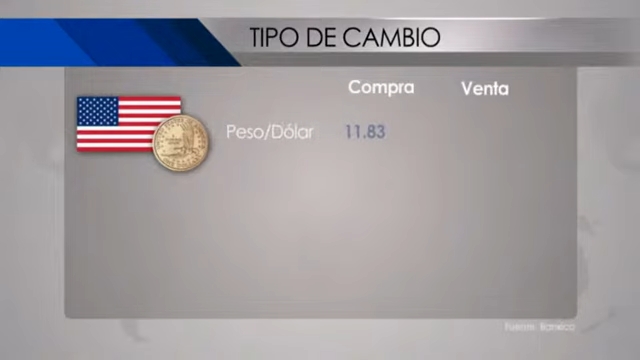 TIPO DE CAMBIO
Compra Venta
Peso/Dólar 11.83
Fuente: Banxico